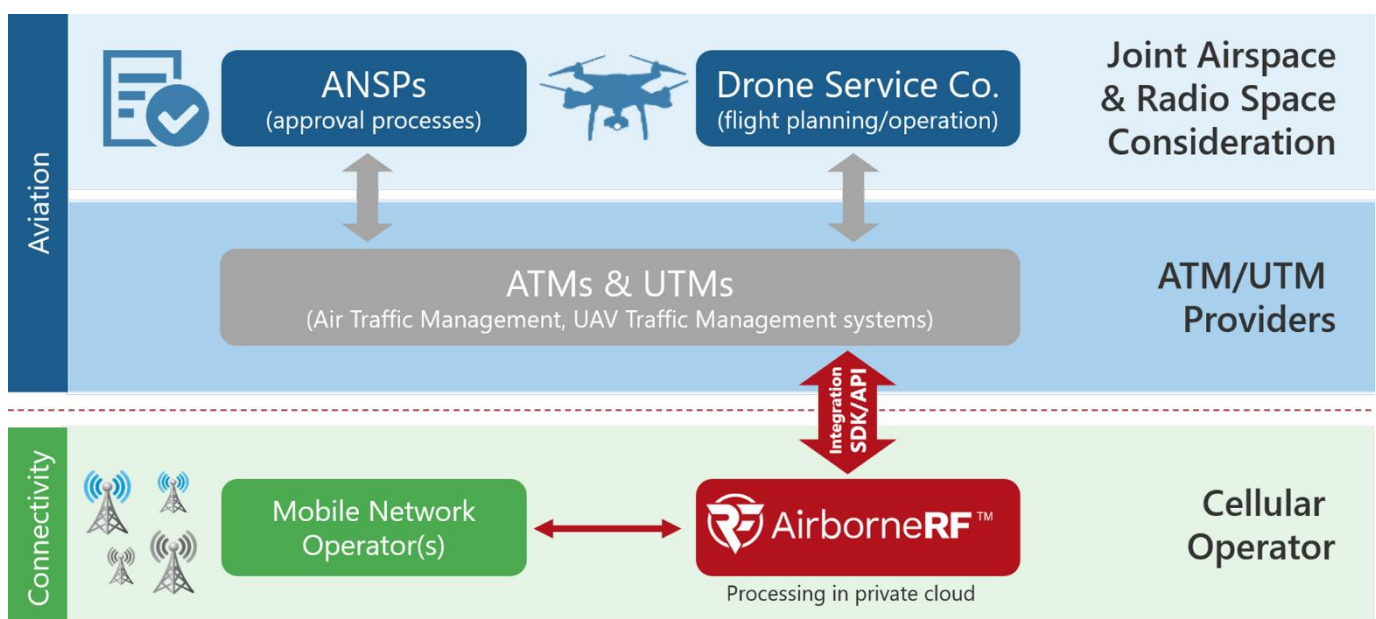 Aviation
ANSPs
(approval processes)
Drone Service Co.
(flight planning/operation)
Joint Airspace
& Radio Space
Consideration
ATMs & UTMs
(Air Traffic Management, UAV Traffic Management systems)
ATM/UTM
Providers
Integration
SDK/API
Connectivity
Mobile Network
Operator(s)
RF AirborneRF™
Processing in private cloud
Cellular
Operator